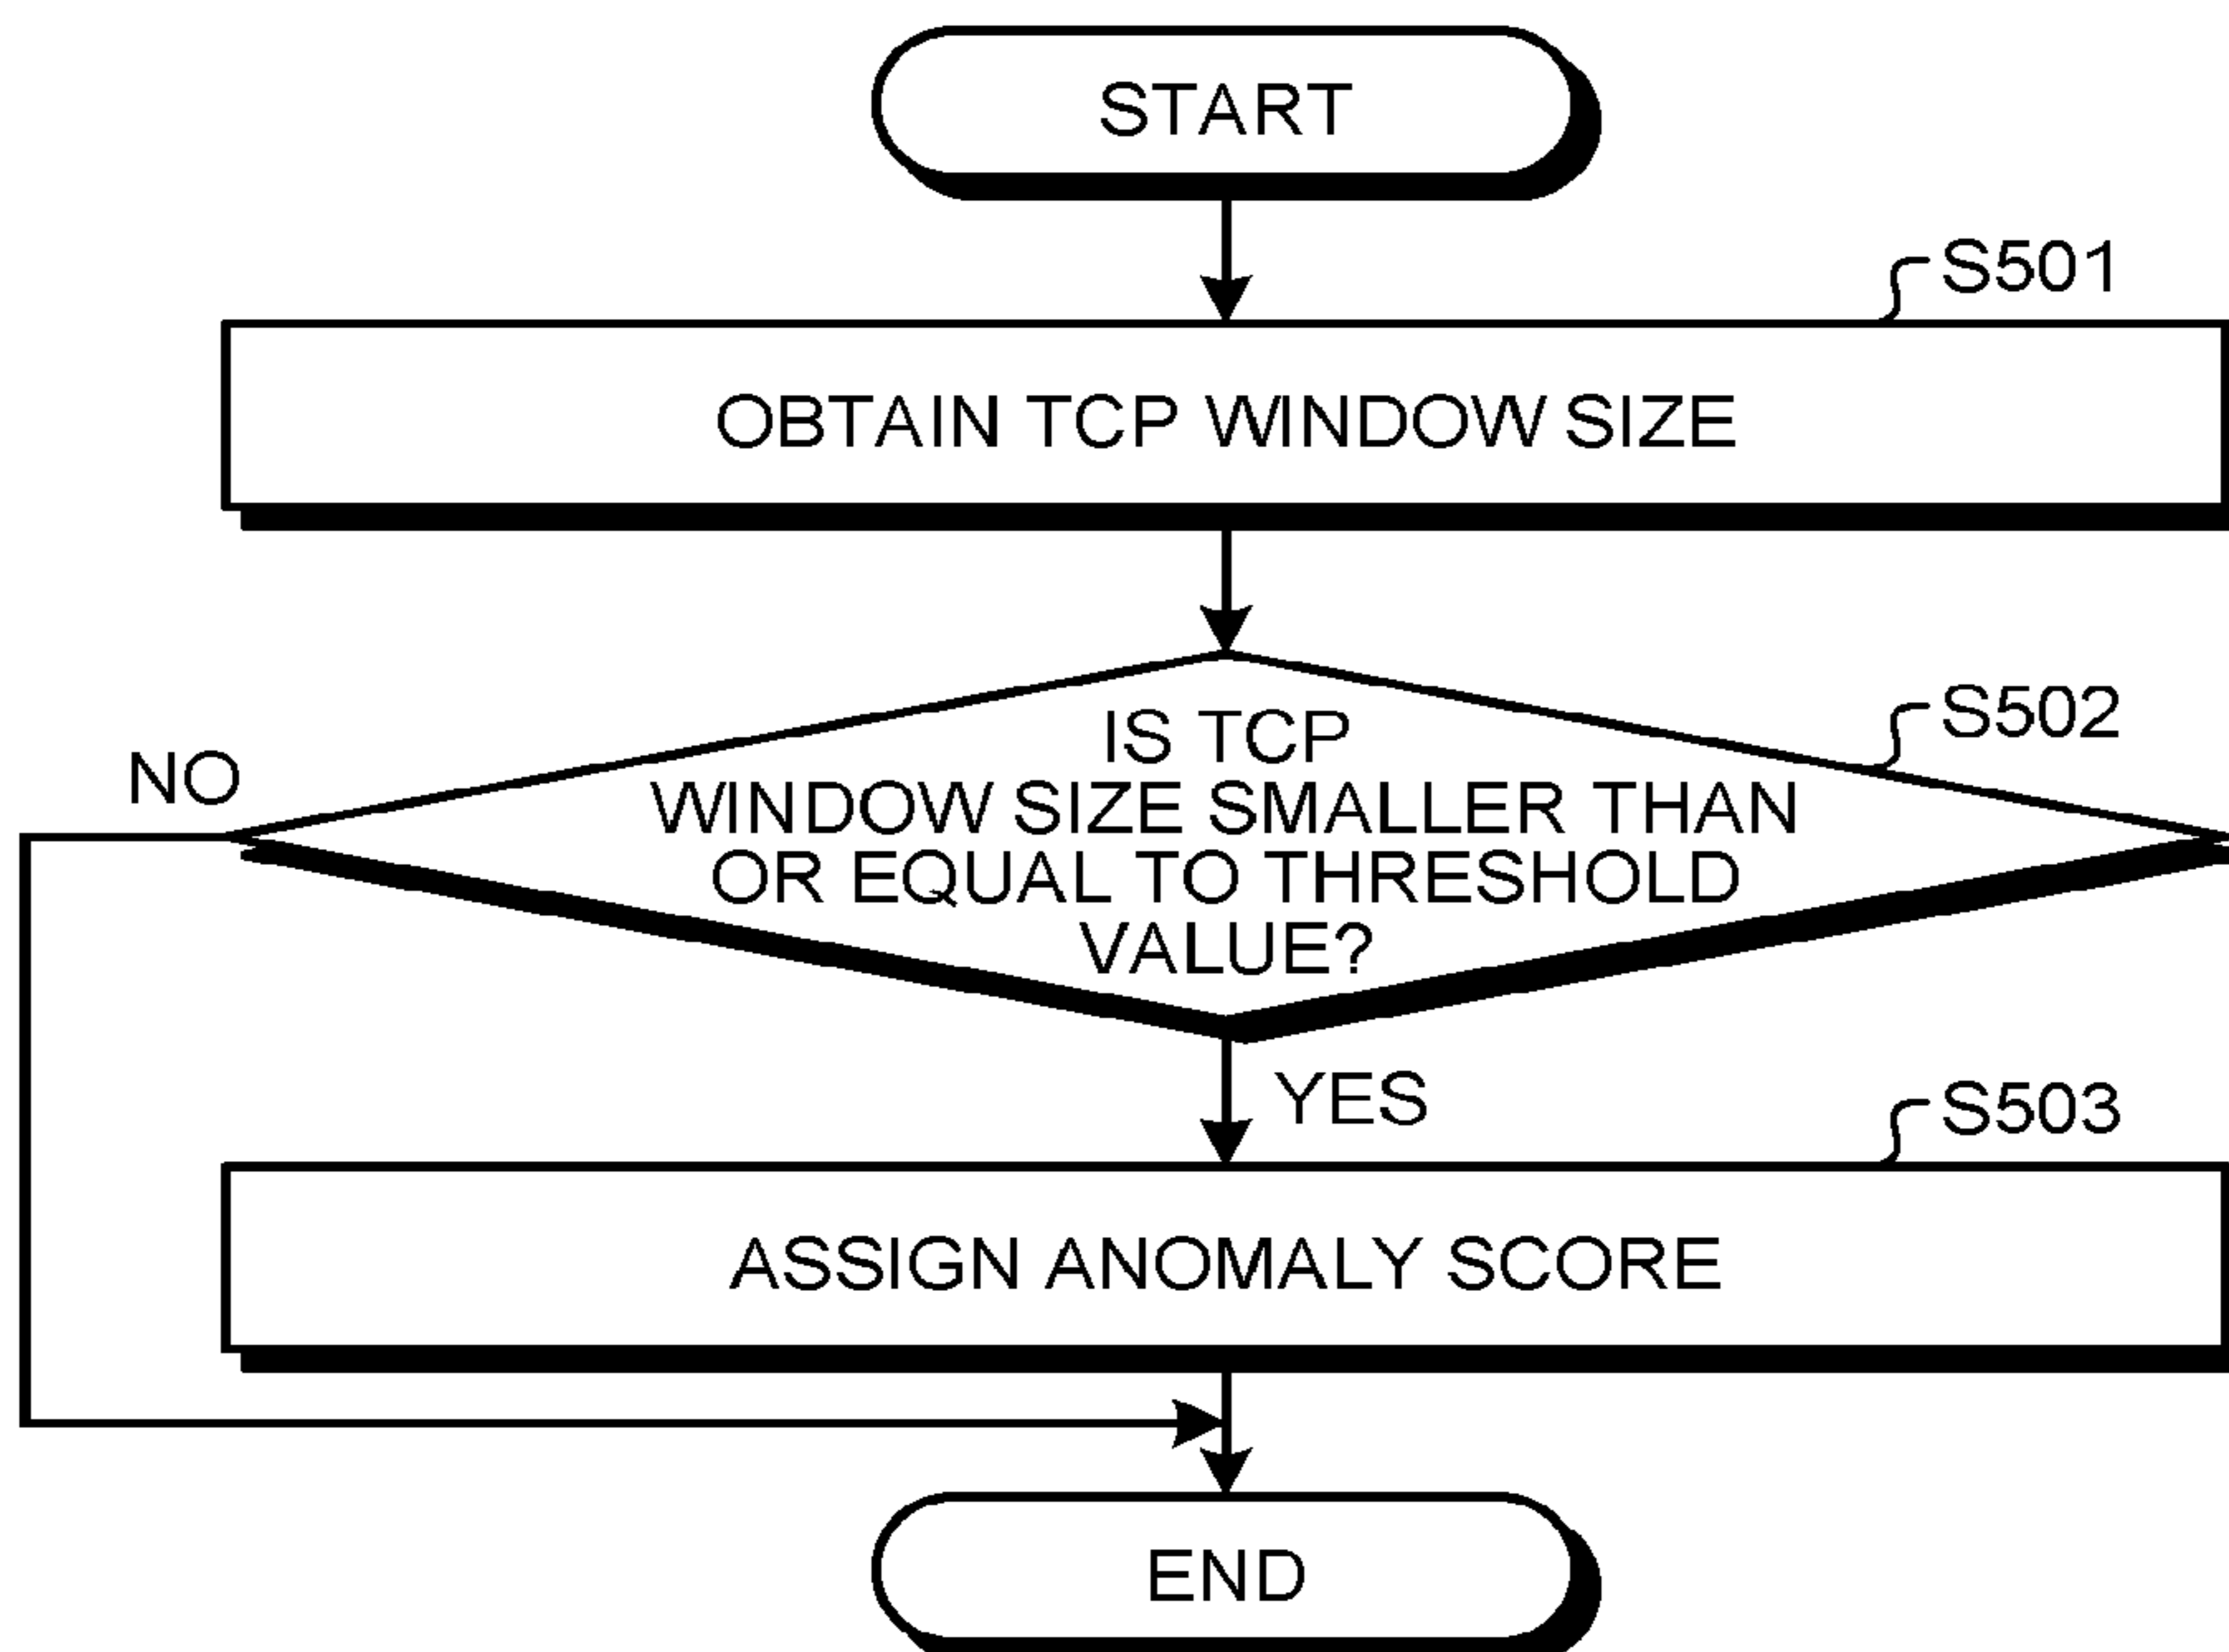 START
S501
OBTAIN TCP WINDOW SIZE
S502
IS TCP
NO
WINDOW SIZE SMALLER THAN
OR EQUAL TO THRESHOLD
VALUE?
YES
S503
ASSIGN ANOMALY SCORE
END